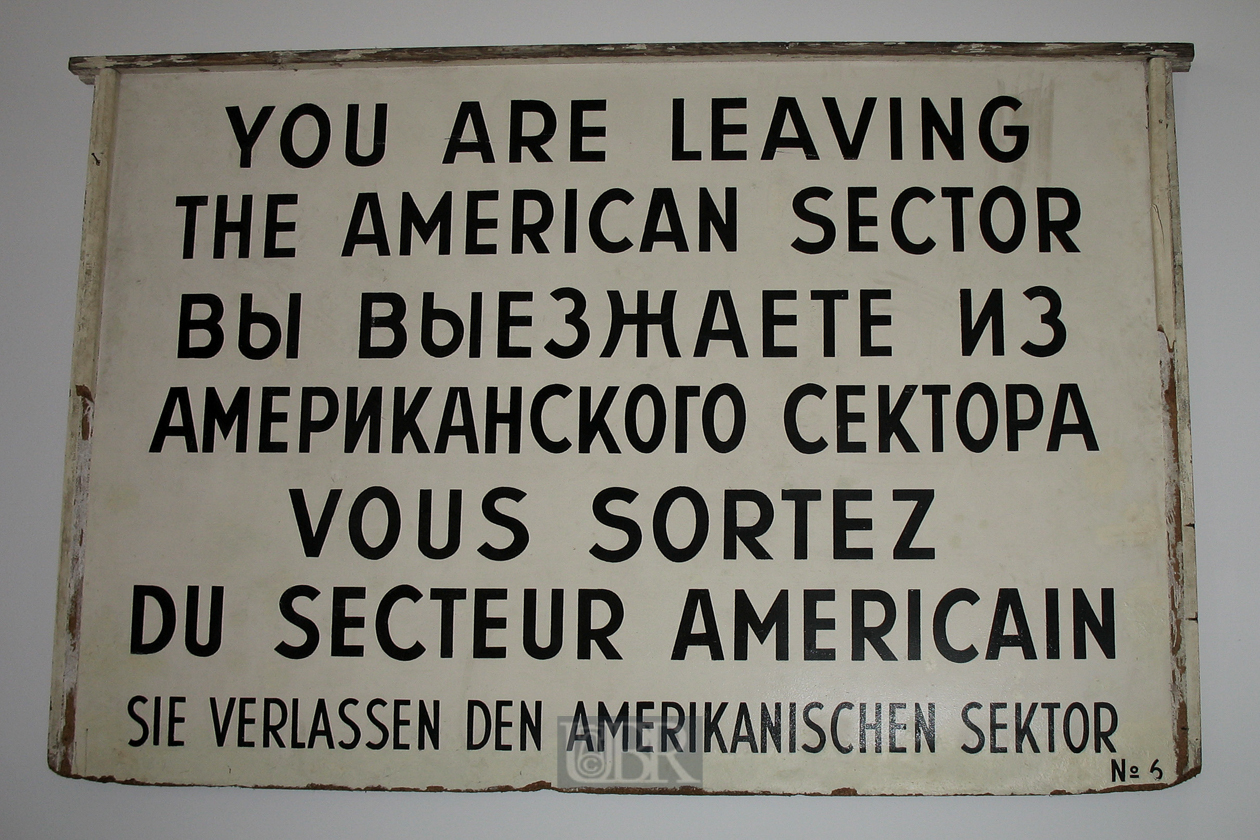 YOU ARE LEAVING
THE AMERICAN SECTOR
ВЫ ВЫЕЗЖАЕТЕ ИЗ
АМЕРИКАНСКОГО СЕКТОРА
VOUS SORTEZ
DU SECTEUR AMERICAIN
SIE VERLASSEN DEN AMERIKANISCHEN SEKTOR
№ 6